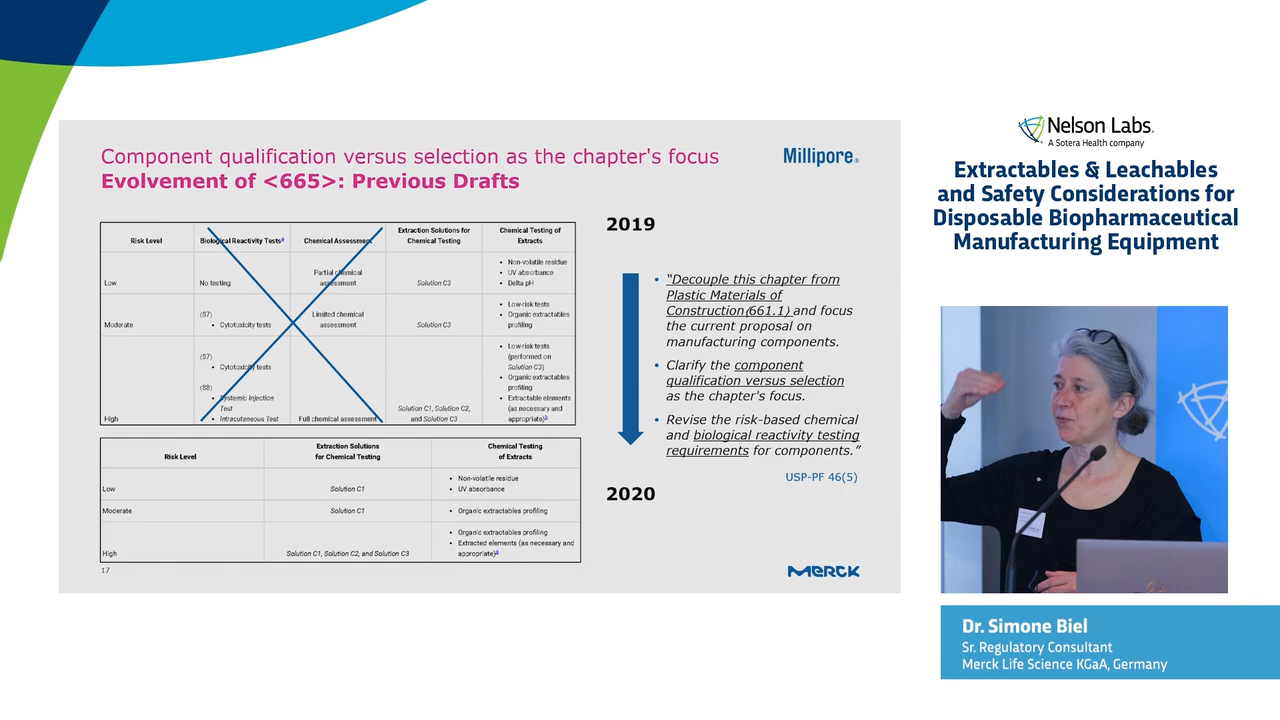 Nelson Labs.
A Sotera Health company
Extractables & Leachables
and Safety Considerations for
Disposable Biopharmaceutical
Manufacturing Equipment
Component qualification versus selection as the chapter's focus
Evolvement of <665>: Previous Drafts
Millipore®
Risk Level
Biological Reactivity Testsᵃ
Chemical Assessment
Extraction Solutions for
Chemical Testing
Chemical Testing of
Extracts
Low
No testing
Partial chemical
assessment
Solution C3
• Non-volatile residue
• UV absorbance
• Delta pH
Moderate
(87)
• Cytotoxicity tests
Limited chemical
assessment
Solution C3
• Low-risk tests
• Organic extractables
profiling
High
(87)
• Cytotoxicity tests
(88)
• Systemic Injection
Test
• Intracutaneous Test
Full chemical assessment
Solution C1, Solution C2,
and Solution C3
• Low-risk tests
(performed on
Solution C3)
• Organic extractables
profiling
• Extractable elements
(as necessary and
appropriate)ᵇ
Risk Level
Extraction Solutions
for Chemical Testing
Chemical Testing
of Extracts
Low
Solution C1
• Non-volatile residue
• UV absorbance
Moderate
Solution C1
• Organic extractables profiling
High
Solution C1, Solution C2, and Solution C3
• Organic extractables profiling
• Extracted elements (as necessary and
appropriate)ᵃ
2019
• "Decouple this chapter from
Plastic Materials of
Construction(661.1) and focus
the current proposal on
manufacturing components.
• Clarify the component
qualification versus selection
as the chapter's focus.
• Revise the risk-based chemical
and biological reactivity testing
requirements for components."
USP-PF 46(5)
2020
17
Merck
Dr. Simone Biel
Sr. Regulatory Consultant
Merck Life Science KGaA, Germany